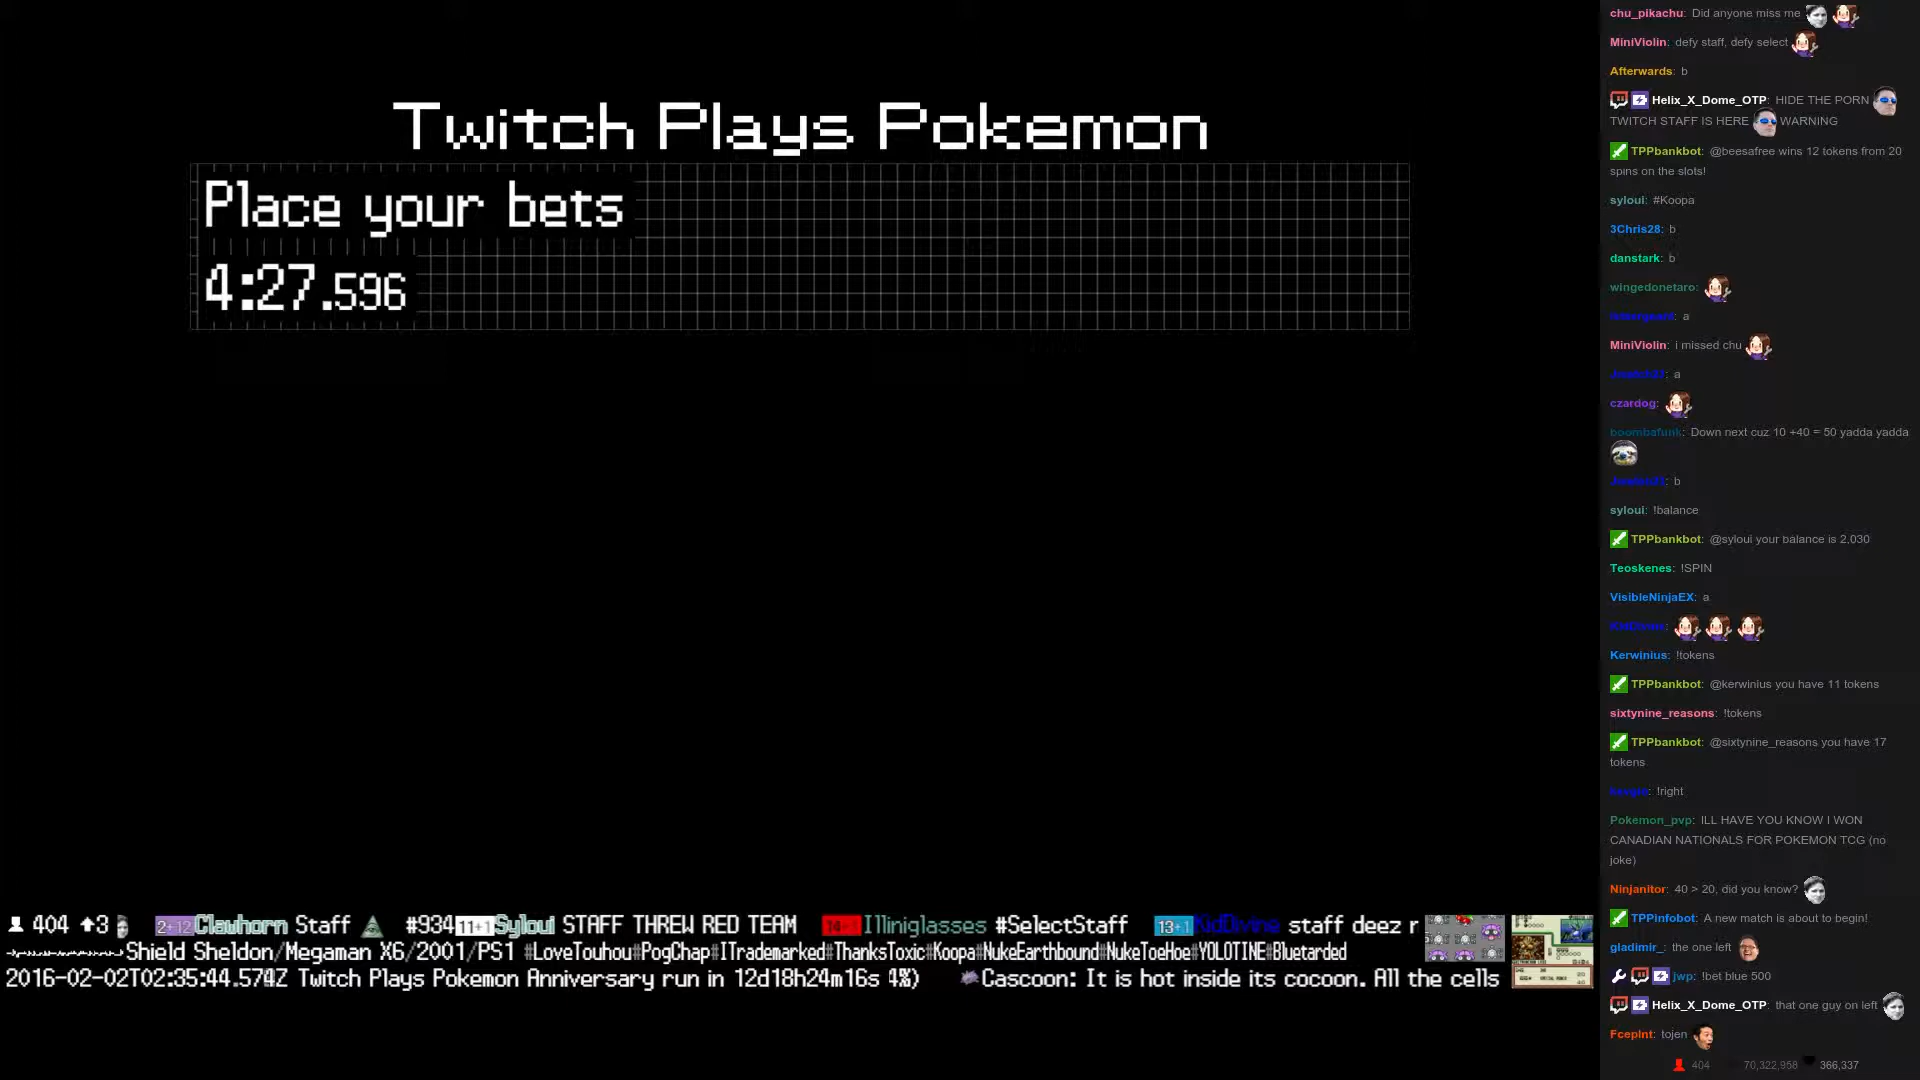 Twitch Plays Pokemon
Place your bets
4:27.596
404 3 2+12 Clawhorn Staff #934 11+1 Syloui STAFF THREW RED TEAM Illiniglasses #SelectStaff 13+1 KidDivine staff deez
Shield Sheldon/Megaman X6/2001/PS1 #LoveTouhou#PogChap#ITrademarked#ThanksToxic#Koopa#NukeEarthbound#NukeToeHoe#YOLOTINE#Bluetarded
2016-02-02T02:35:44.574Z Twitch Plays Pokemon Anniversary run in 12d18h24m16s 4%) Cascoon: It is hot inside its cocoon. All the cells
chu_pikachu: Did anyone miss me
MiniViolin: defy staff, defy select
Afterwards: b
Helix_X_Dome_OTP: HIDE THE PORN
TWITCH STAFF IS HERE WARNING
TPPbankbot: @beesafree wins 12 tokens from 20
spins on the slots!
syloui: #Koopa
3Chris28: b
danstark: b
wingedonetaro:
: a
MiniViolin: i missed chu
: a
czardog:
boombafunk: Down next cuz 10 +40 = 50 yadda yadda
: b
syloui: !balance
TPPbankbot: @syloui your balance is 2,030
Teoskenes: !SPIN
VisibleNinjaEX: a
KidDivine:
Kerwinius: !tokens
TPPbankbot: @kerwinius you have 11 tokens
sixtynine_reasons: !tokens
TPPbankbot: @sixtynine_reasons you have 17
tokens
: !right
Pokemon_pvp: ILL HAVE YOU KNOW I WON
CANADIAN NATIONALS FOR POKEMON TCG (no
joke)
Ninjanitor: 40 > 20, did you know?
TPPinfobot: A new match is about to begin!
gladimir_: the one left
jwp: !bet blue 500
Helix_X_Dome_OTP: that one guy on left
FcepInt: tojen
404 70,322,958 366,337